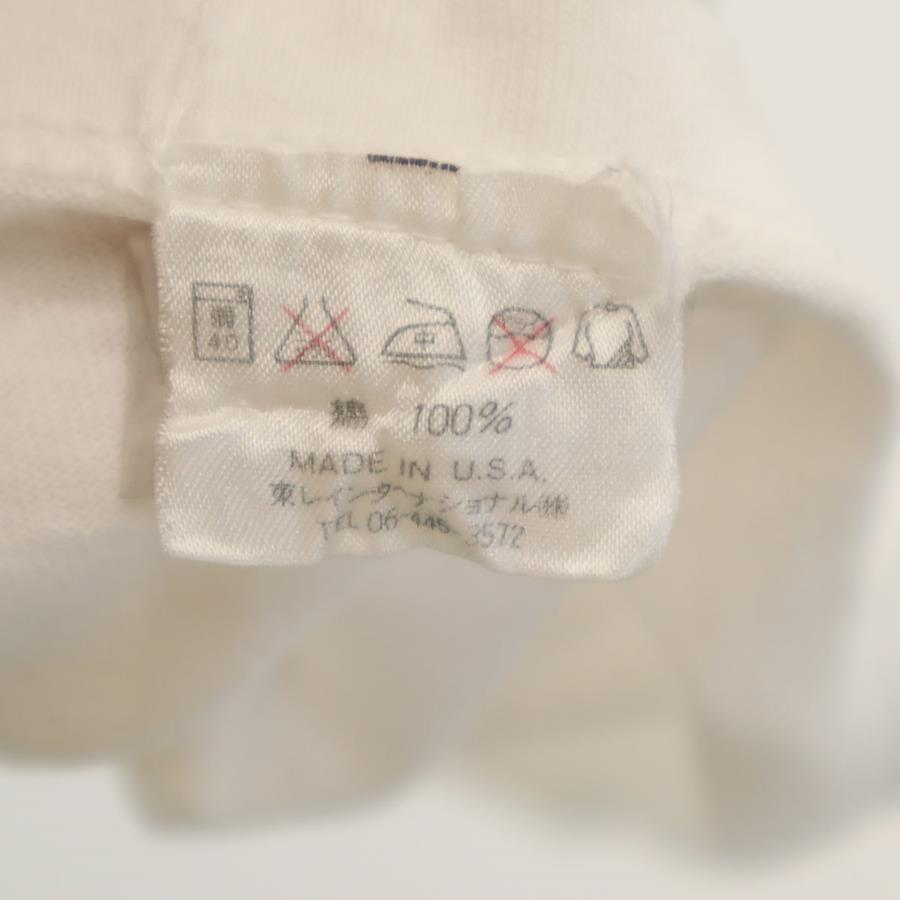 弱
40
中
綿 100%
MADE IN U.S.A.
東レインターナショナル(株)
TEL 06-445-3572